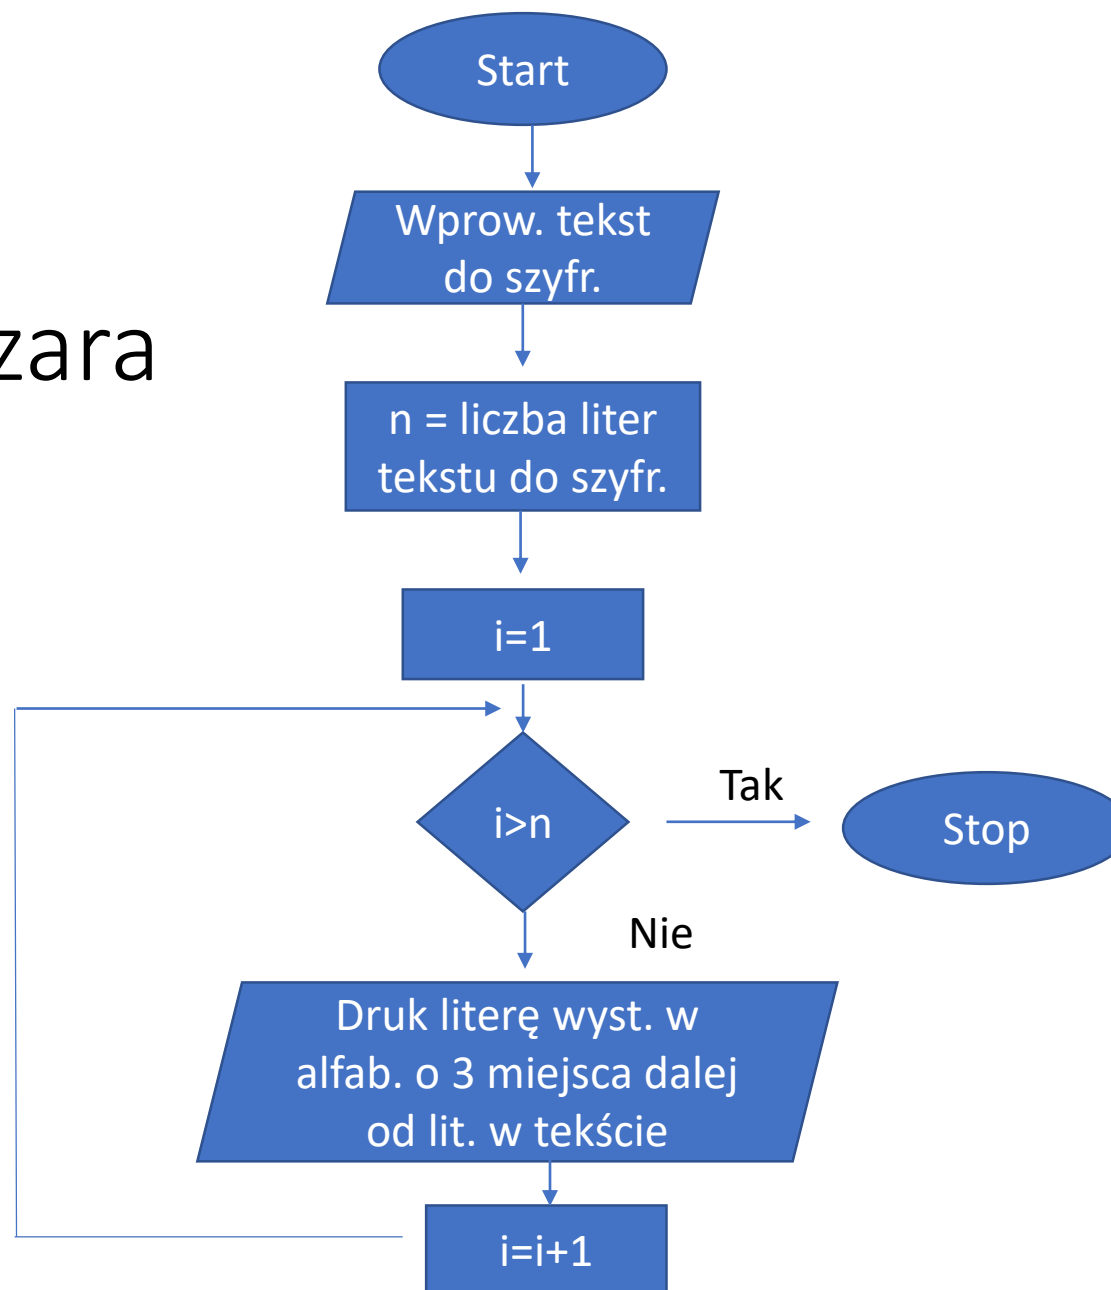 Start
Wprow. tekst
do szyfr.
zara
n = liczba liter
tekstu do szyfr.
i=1
i>n
Tak
Stop
Nie
Druk literę wyst. w
alfab. o 3 miejsca dalej
od lit. w tekście
i=i+1